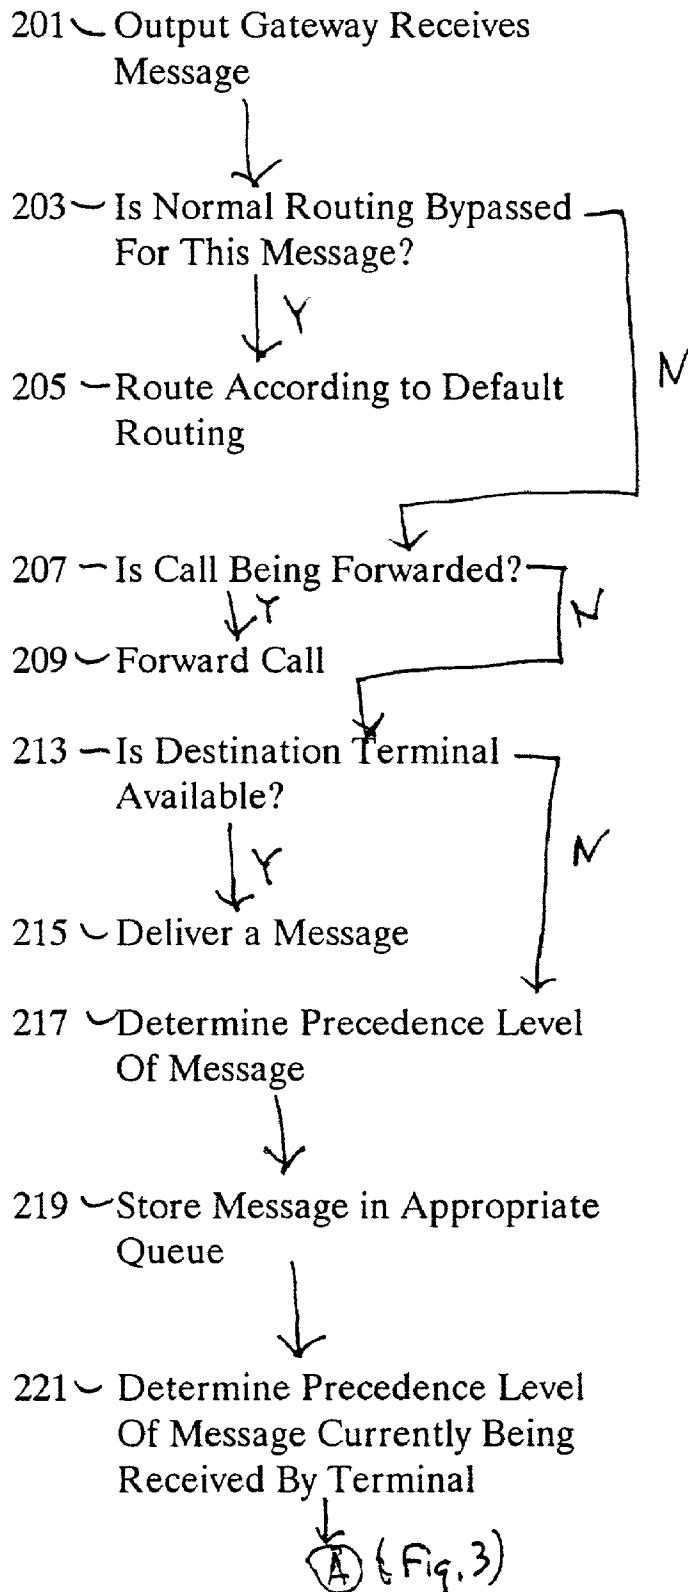 201 Output Gateway Receives
Message
203 Is Normal Routing Bypassed
For This Message?
Y
N
205 Route According to Default
Routing
207 Is Call Being Forwarded?
Y
N
209 Forward Call
213 Is Destination Terminal
Available?
Y
N
215 Deliver a Message
217 Determine Precedence Level
Of Message
219 Store Message in Appropriate
Queue
221 Determine Precedence Level
Of Message Currently Being
Received By Terminal
A (Fig. 3)